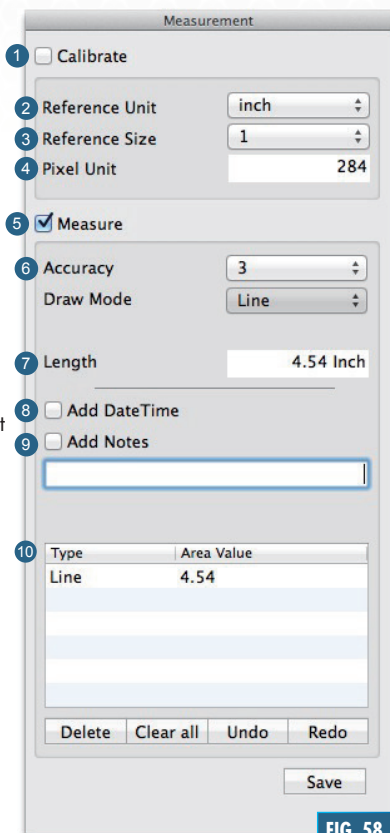 Measurement
1 Calibrate
2 Reference Unit inch
3 Reference Size 1
4 Pixel Unit 284
5 Measure
6 Accuracy 3
Draw Mode Line
7 Length 4.54 Inch
t
8 Add DateTime
9 Add Notes
10 Type Area Value
Line 4.54
Delete Clear all Undo Redo
Save
FIG. 58